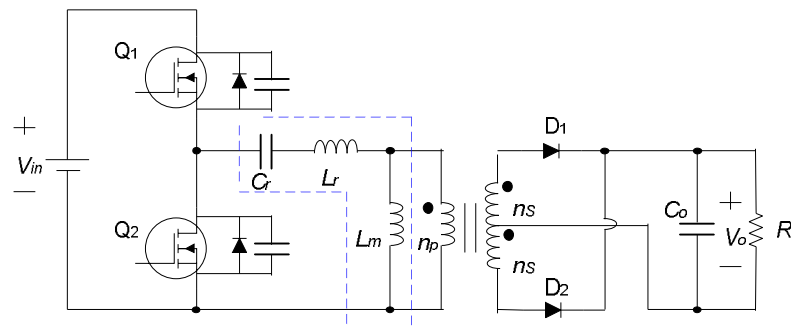 Q1
+
Vin
−
Cr
Lr
D1
Q2
Lm
np
ns
ns
Co
+
Vo
−
R
D2